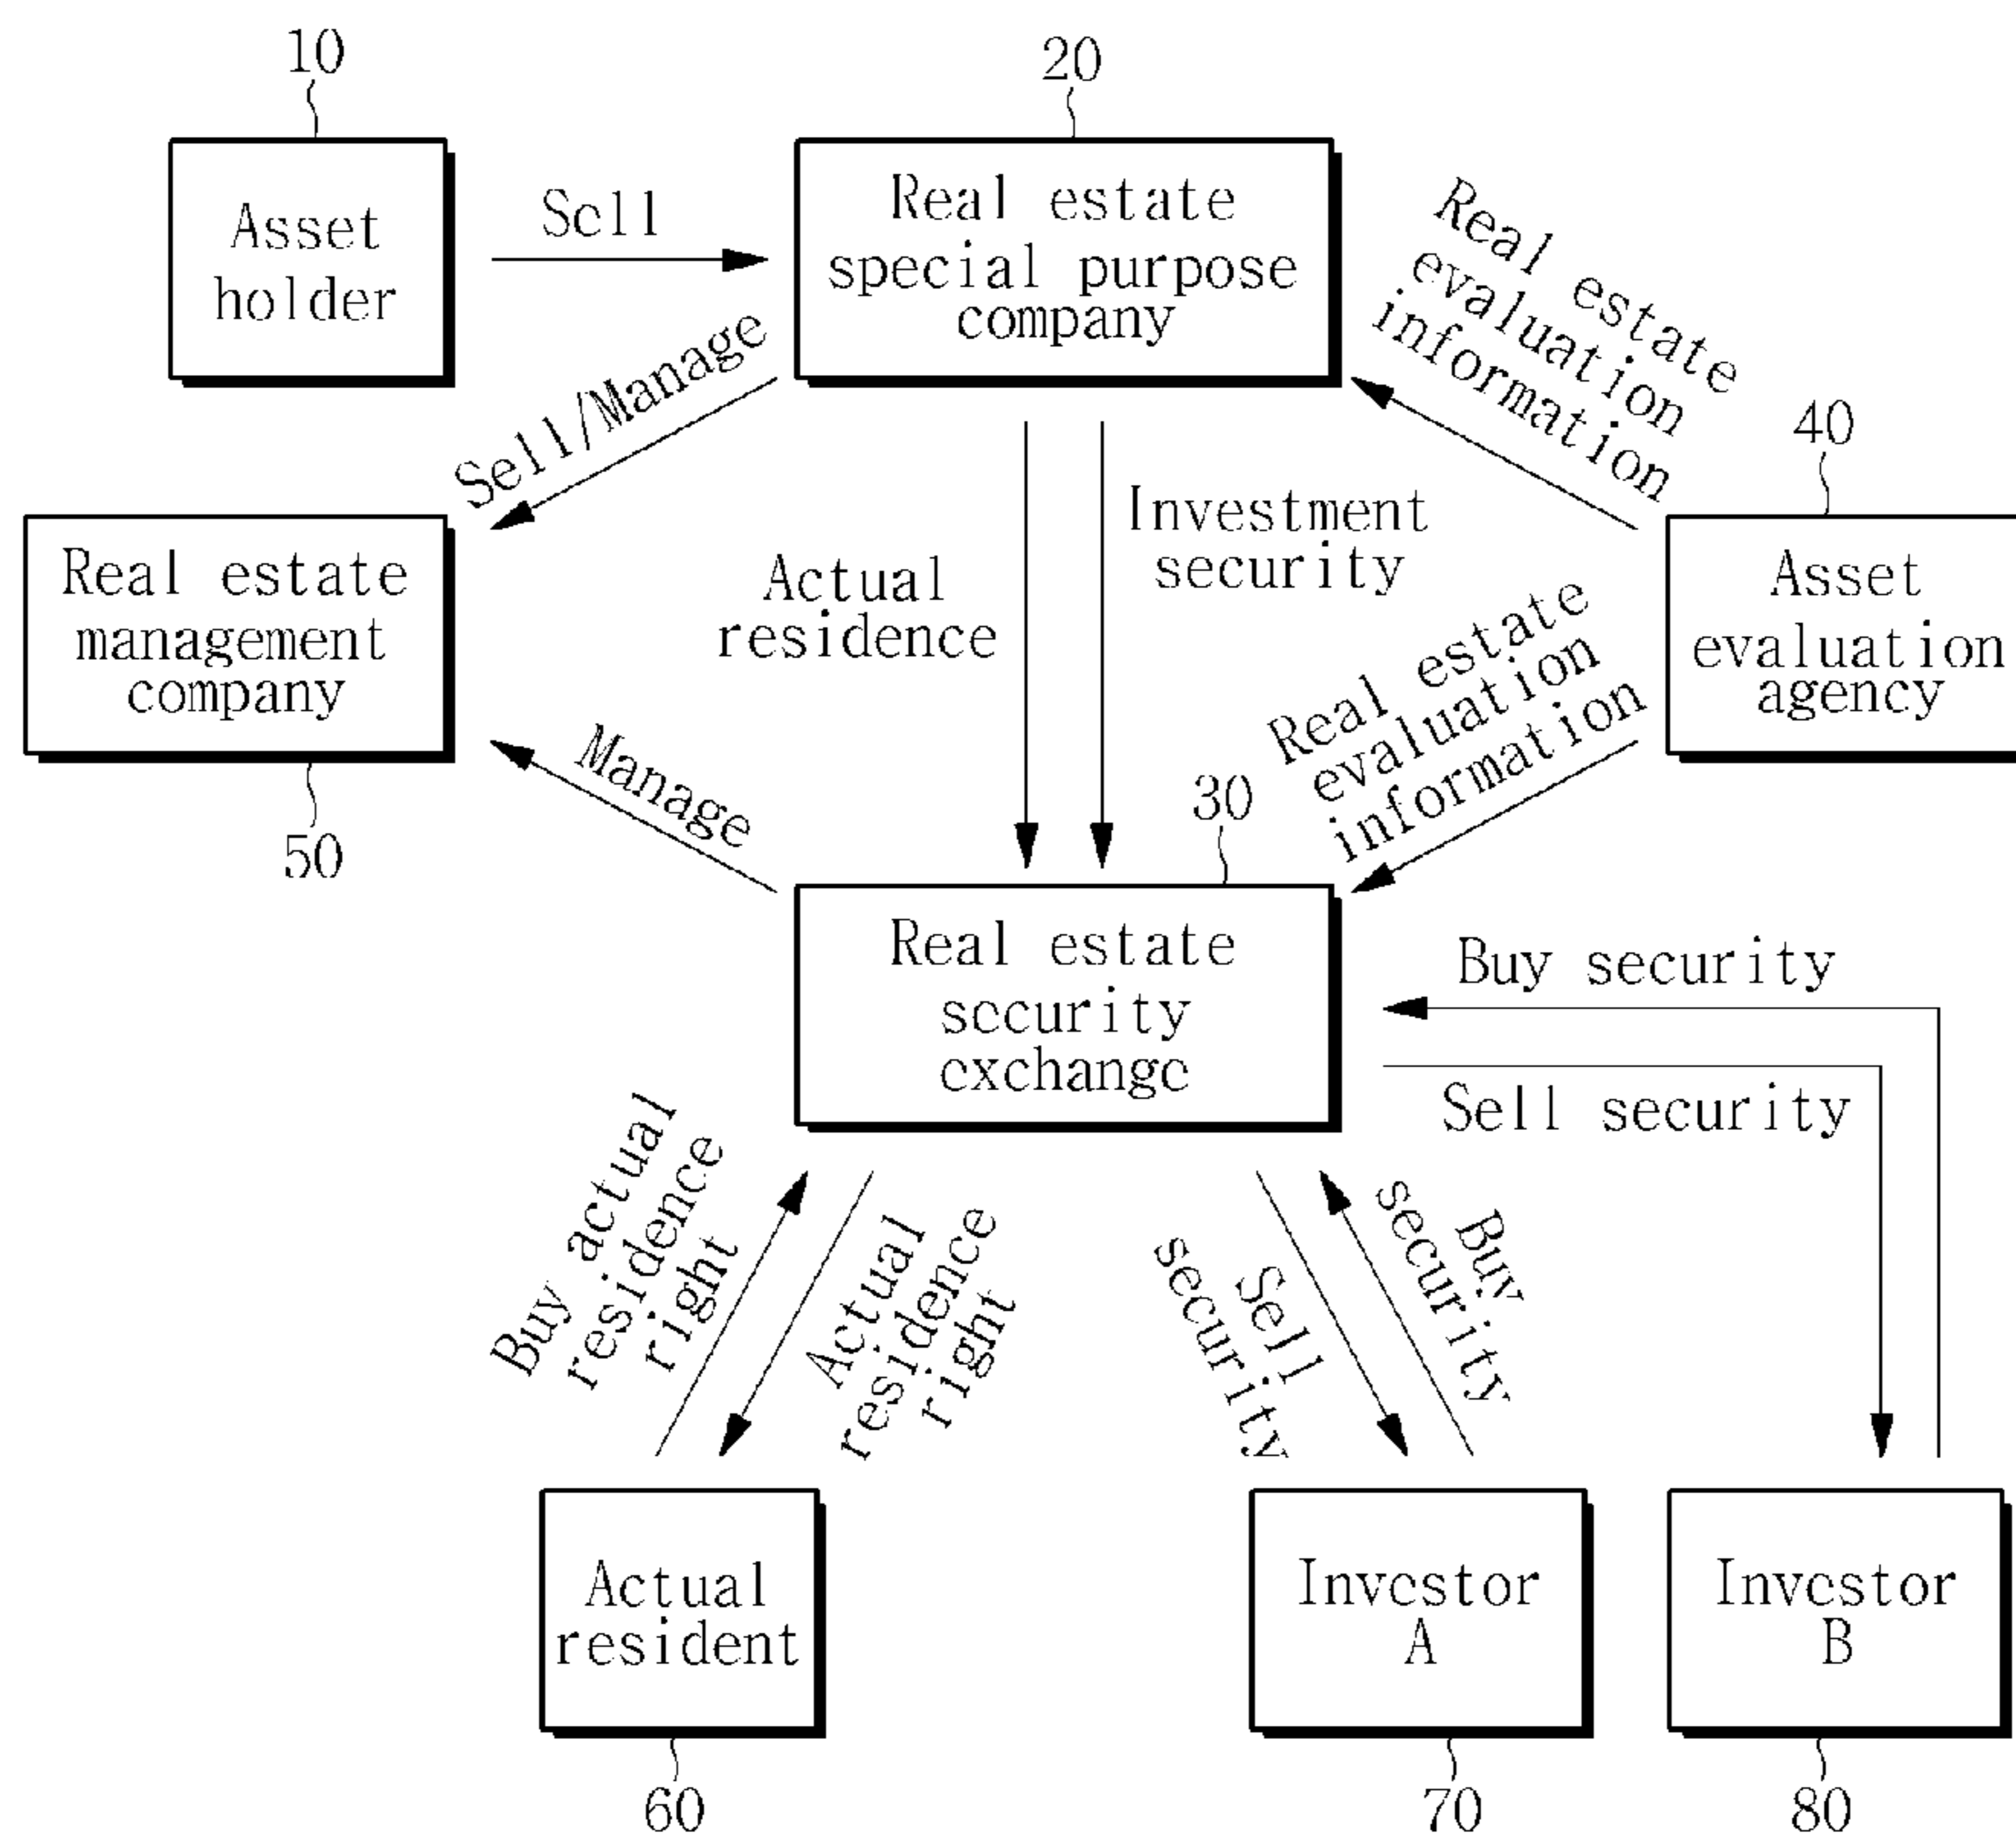 10
20
Asset
holder
Sell
Real estate
special purpose
company
Real estate
evaluation
information
Sell/Manage
40
Real estate
management
company
50
Actual
residence
Investment
security
Asset
evaluation
agency
Real estate
evaluation
information
Manage
30
Real estate
security
exchange
Buy security
Sell security
Buy actual
residence
right
Actual
residence
right
Sell
security
Buy
security
Actual
resident
60
Investor
A
70
Investor
B
80